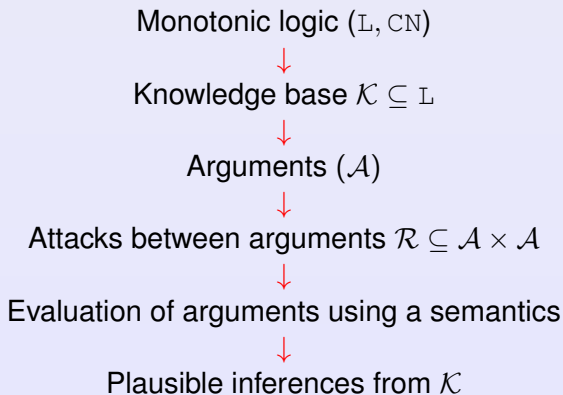 Monotonic logic (L, CN)
↓
Knowledge base 𝒦 ⊆ L
↓
Arguments (𝒜)
↓
Attacks between arguments ℛ ⊆ 𝒜 × 𝒜
↓
Evaluation of arguments using a semantics
↓
Plausible inferences from 𝒦